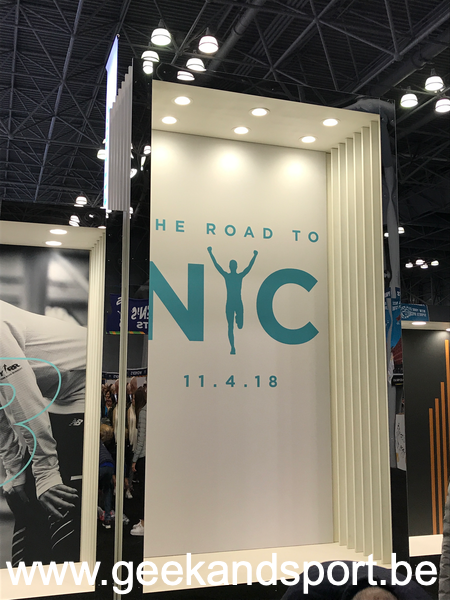 HE ROAD TO
NYC
11.4.18
www.geekandsport.be